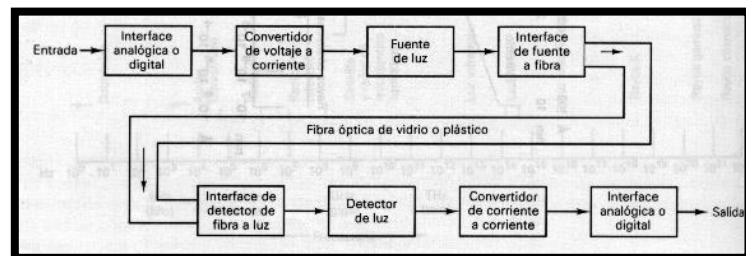 Entrada
Interface
analógica o
digital
Convertidor
de voltaje a
corriente
Fuente
de luz
Interface
de fuente
a fibra
Fibra óptica de vidrio o plástico
Interface de
detector de
fibra a luz
Detector
de luz
Convertidor
de corriente
a corriente
Interface
analógica o
digital
Salida